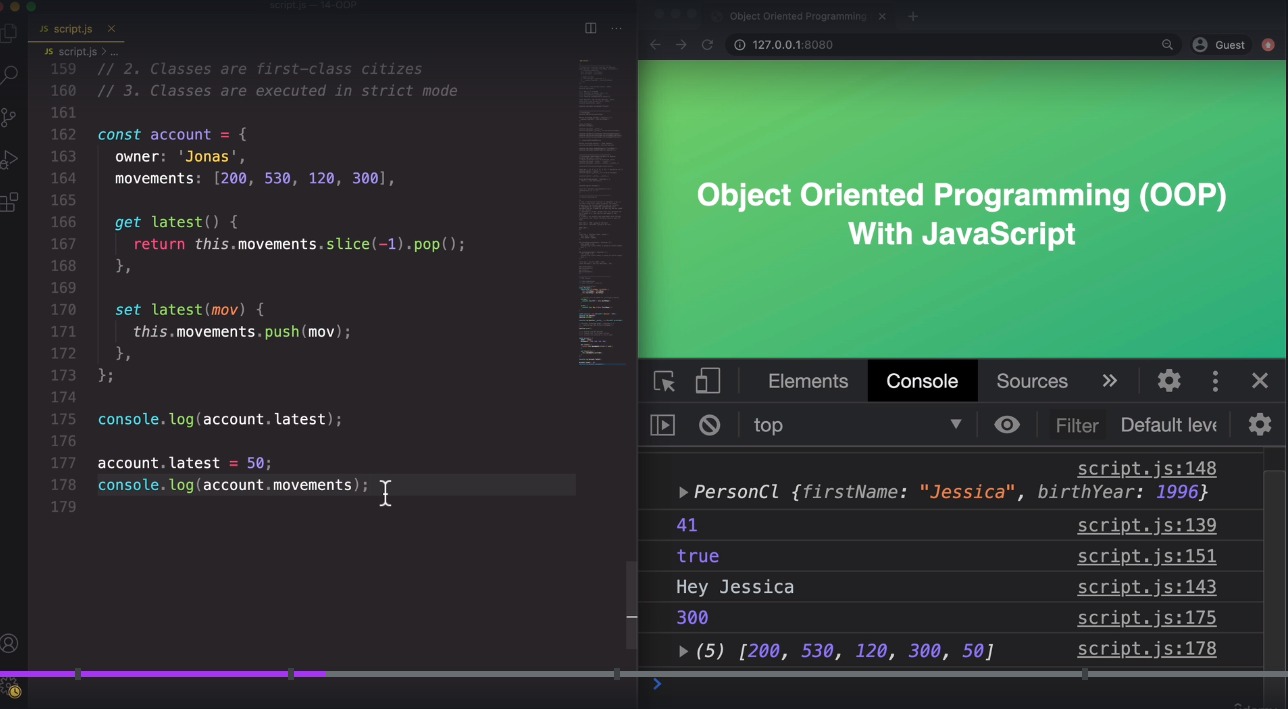 script.js — 14-OOP
JS script.js ×
JS script.js > ...
159 // 2. Classes are first-class citizes
160 // 3. Classes are executed in strict mode
161
162 const account = {
163 owner: 'Jonas',
164 movements: [200, 530, 120, 300],
165
166 get latest() {
167 return this.movements.slice(-1).pop();
168 },
169
170 set latest(mov) {
171 this.movements.push(mov);
172 },
173 };
174
175 console.log(account.latest);
176
177 account.latest = 50;
178 console.log(account.movements);
179
Object Oriented Programming
127.0.0.1:8080
Guest
Object Oriented Programming (OOP)
With JavaScript
Elements Console Sources »
top Filter Default leve
script.js:148
PersonCl {firstName: "Jessica", birthYear: 1996}
41 script.js:139
true script.js:151
Hey Jessica script.js:143
300 script.js:175
(5) [200, 530, 120, 300, 50] script.js:178
>